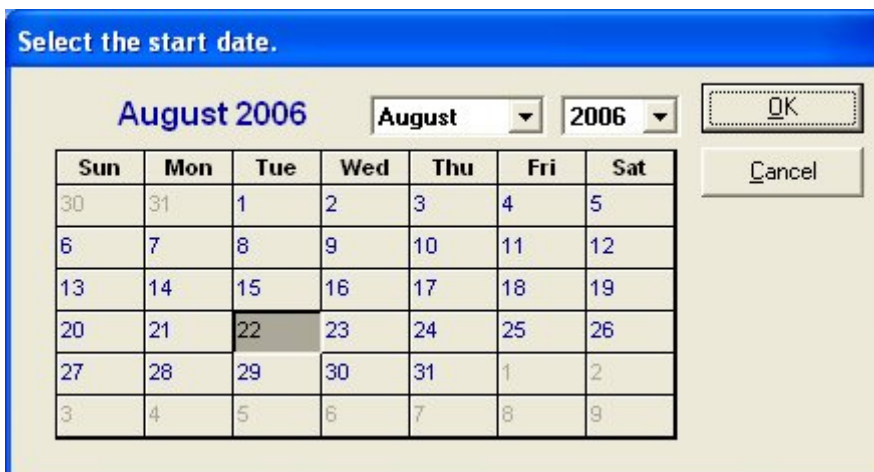 Select the start date.
August 2006 August 2006 OK
Cancel
Sun Mon Tue Wed Thu Fri Sat
30 31 1 2 3 4 5
6 7 8 9 10 11 12
13 14 15 16 17 18 19
20 21 22 23 24 25 26
27 28 29 30 31 1 2
3 4 5 6 7 8 9